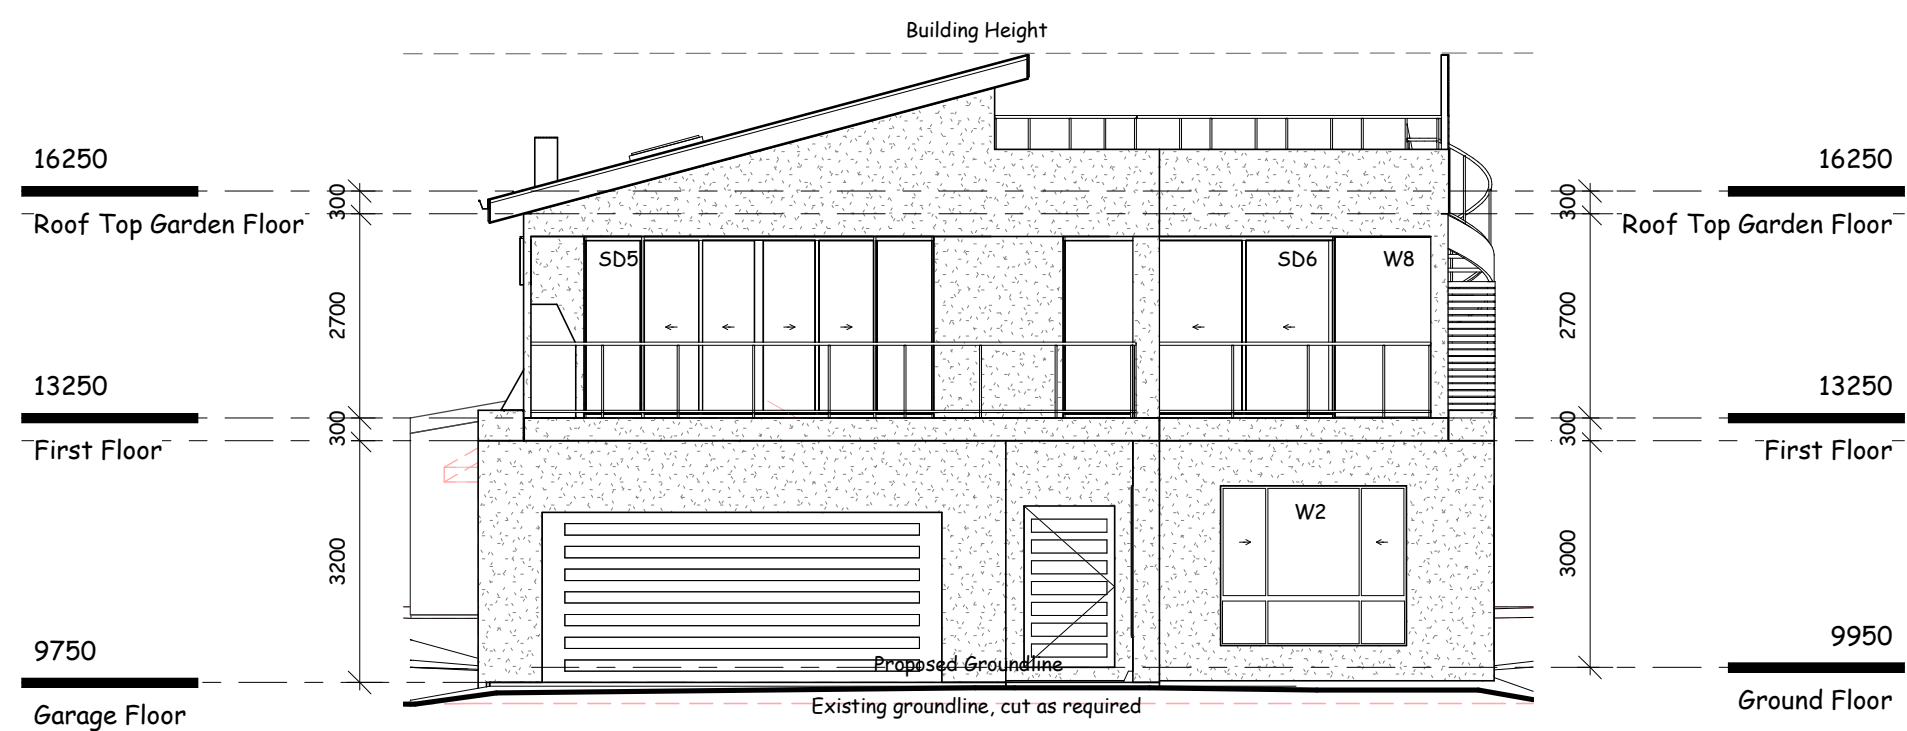 Building Height
16250
16250
300
300
Roof Top Garden Floor
Roof Top Garden Floor
SD5
SD6
W8
2700
2700
13250
13250
300
300
First Floor
First Floor
W2
3200
3000
9750
9950
Proposed Groundline
Garage Floor
Existing groundline, cut as required
Ground Floor